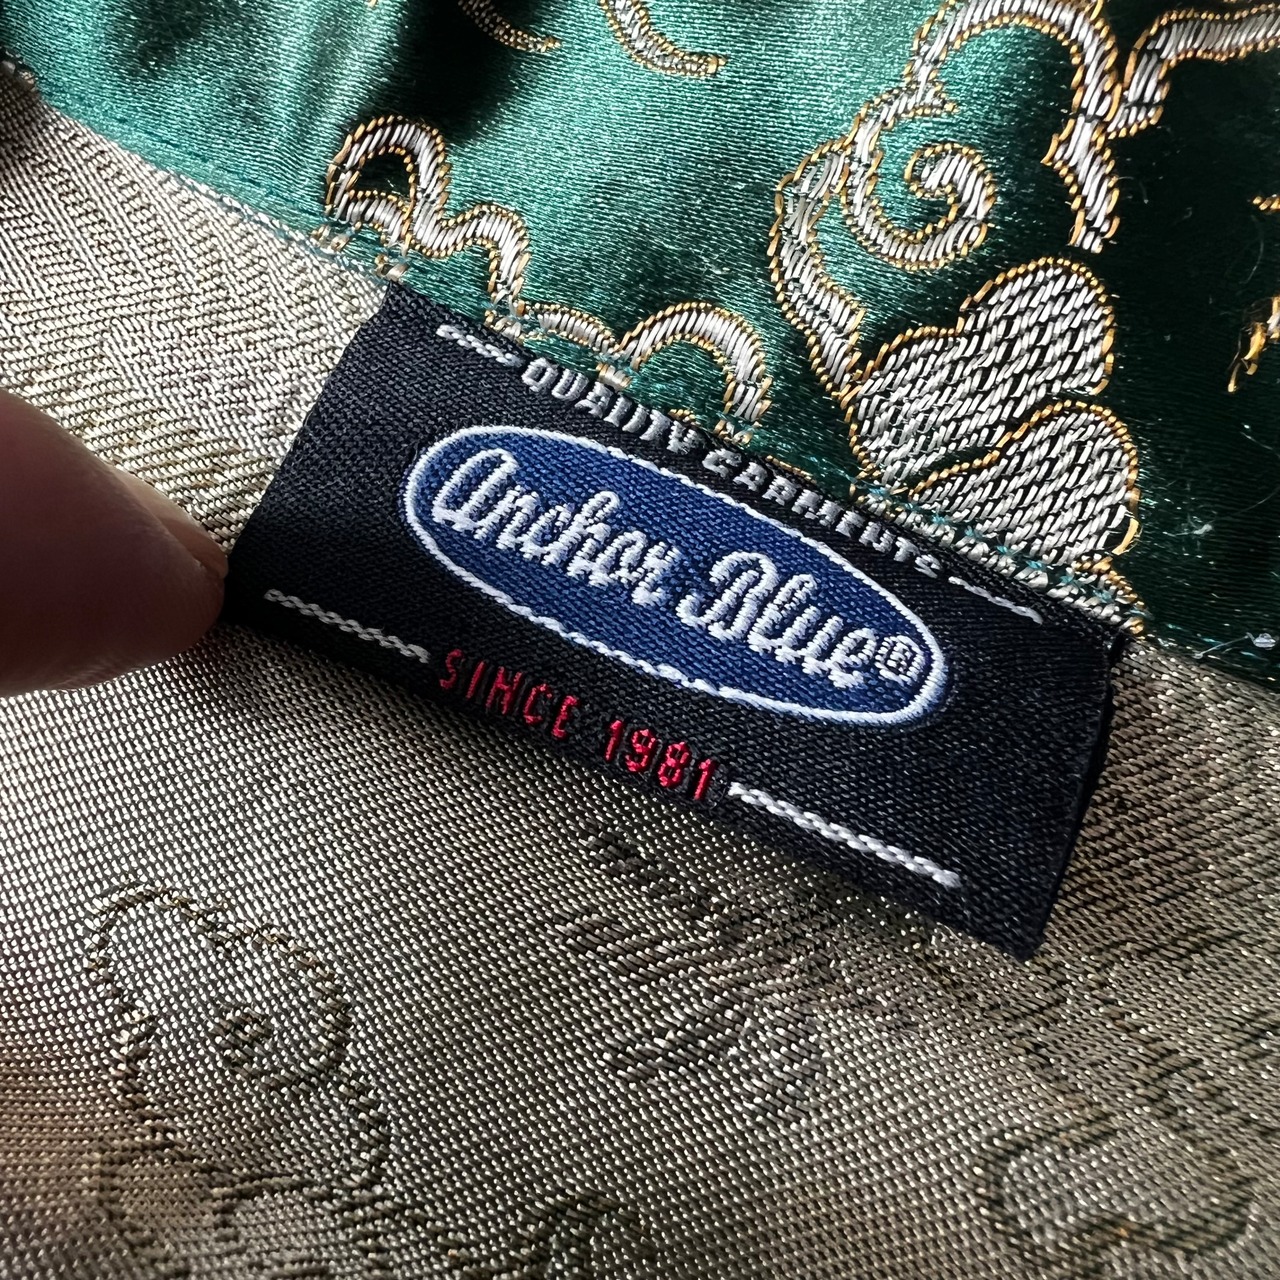 QUALITY GARMENTS
Anchor Blue®
SINCE 1981